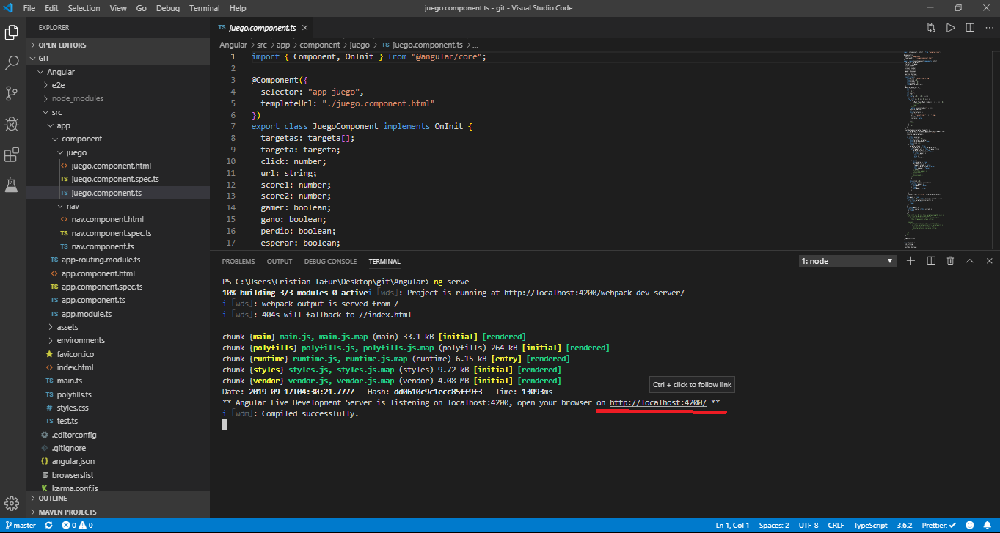 File Edit Selection View Go Debug Terminal Help
juego.component.ts - git - Visual Studio Code
EXPLORER
OPEN EDITORS
GIT
Angular
e2e
node_modules
src
app
component
juego
juego.component.html
TS juego.component.spec.ts
TS juego.component.ts
nav
nav.component.html
TS nav.component.spec.ts
TS nav.component.ts
TS app-routing.module.ts
app.component.html
TS app.component.spec.ts
TS app.component.ts
TS app.module.ts
assets
environments
favicon.ico
index.html
TS main.ts
TS polyfills.ts
# styles.css
TS test.ts
.editorconfig
.gitignore
{} angular.json
browserslist
karma.conf.js
OUTLINE
MAVEN PROJECTS
TS juego.component.ts
Angular > src > app > component > juego > TS juego.component.ts > ...
1 import { Component, OnInit } from "@angular/core";
2
3 @Component({
4 selector: "app-juego",
5 templateUrl: "./juego.component.html"
6 })
7 export class JuegoComponent implements OnInit {
8 targetas: targeta[];
9 targeta: targeta;
10 click: number;
11 url: string;
12 score1: number;
13 score2: number;
14 gamer: boolean;
15 gano: boolean;
16 perdio: boolean;
17 esperar: boolean;
PROBLEMS OUTPUT DEBUG CONSOLE TERMINAL
1: node
PS C:\Users\Cristian Tafur\Desktop\git\Angular> ng serve
10% building 3/3 modules 0 activei ｢wds｣: Project is running at http://localhost:4200/webpack-dev-server/
i ｢wds｣: webpack output is served from /
i ｢wds｣: 404s will fallback to //index.html
chunk {main} main.js, main.js.map (main) 33.1 kB [initial] [rendered]
chunk {polyfills} polyfills.js, polyfills.js.map (polyfills) 264 kB [initial] [rendered]
chunk {runtime} runtime.js, runtime.js.map (runtime) 6.15 kB [entry] [rendered]
chunk {styles} styles.js, styles.js.map (styles) 9.72 kB [initial] [rendered]
chunk {vendor} vendor.js, vendor.js.map (vendor) 4.08 MB [initial] [rendered]
Date: 2019-09-17T04:30:21.777Z - Hash: dd0610c9c1ecc85ff9f3 - Time: 13093ms
Ctrl + click to follow link
** Angular Live Development Server is listening on localhost:4200, open your browser on http://localhost:4200/ **
i ｢wdm｣: Compiled successfully.
master 0 0
Ln 1, Col 1 Spaces: 2 UTF-8 CRLF TypeScript 3.6.2 Prettier: ✓